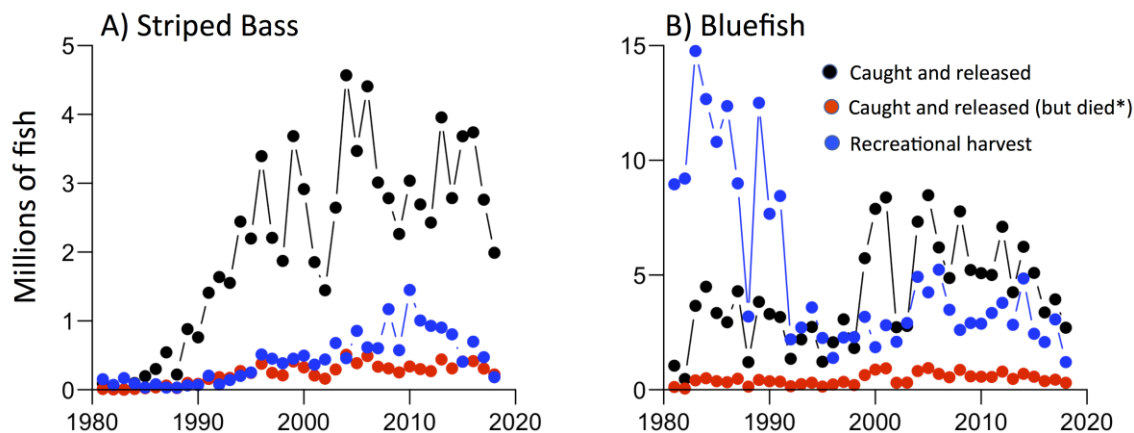 A) Striped Bass
Millions of fish
5
4
3
2
1
0
1980 1990 2000 2010 2020
B) Bluefish
15
10
5
0
1980 1990 2000 2010 2020
Caught and released
Caught and released (but died*)
Recreational harvest